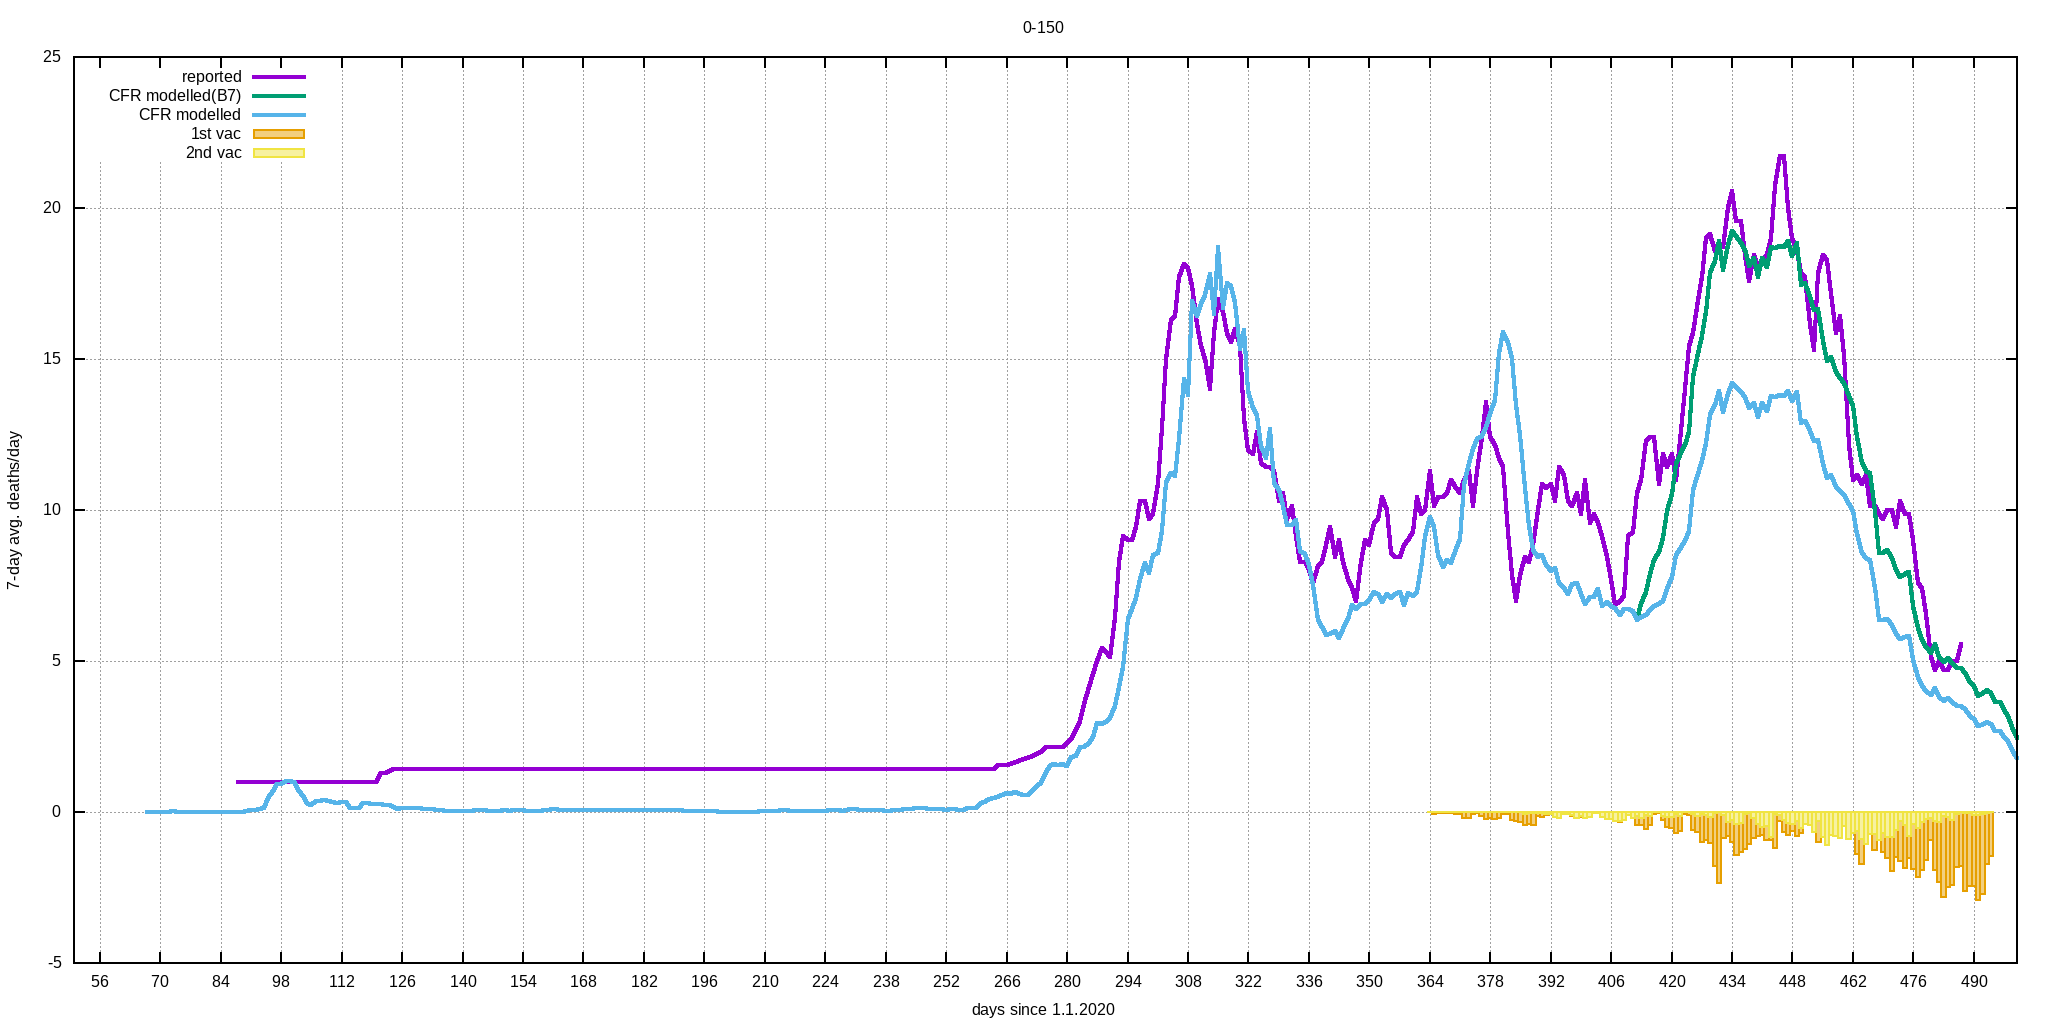 0-150
25
20
15
10
5
0
-5
7-day avg. deaths/day
reported
CFR modelled(B7)
CFR modelled
1st vac
2nd vac
56 70 84 98 112 126 140 154 168 182 196 210 224 238 252 266 280 294 308 322 336 350 364 378 392 406 420 434 448 462 476 490
days since 1.1.2020